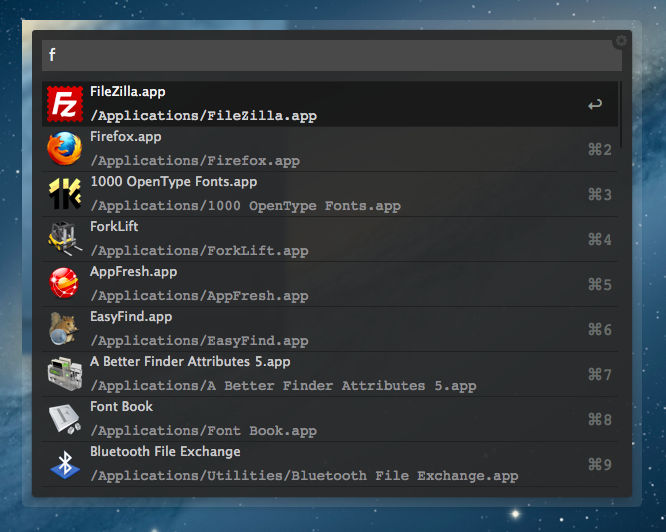 f
FileZilla.app
/Applications/FileZilla.app
↩
Firefox.app
/Applications/Firefox.app
⌘2
1000 OpenType Fonts.app
/Applications/1000 OpenType Fonts.app
⌘3
ForkLift
/Applications/ForkLift.app
⌘4
AppFresh.app
/Applications/AppFresh.app
⌘5
EasyFind.app
/Applications/EasyFind.app
⌘6
A Better Finder Attributes 5.app
/Applications/A Better Finder Attributes 5.app
⌘7
Font Book
/Applications/Font Book.app
⌘8
Bluetooth File Exchange
/Applications/Utilities/Bluetooth File Exchange.app
⌘9